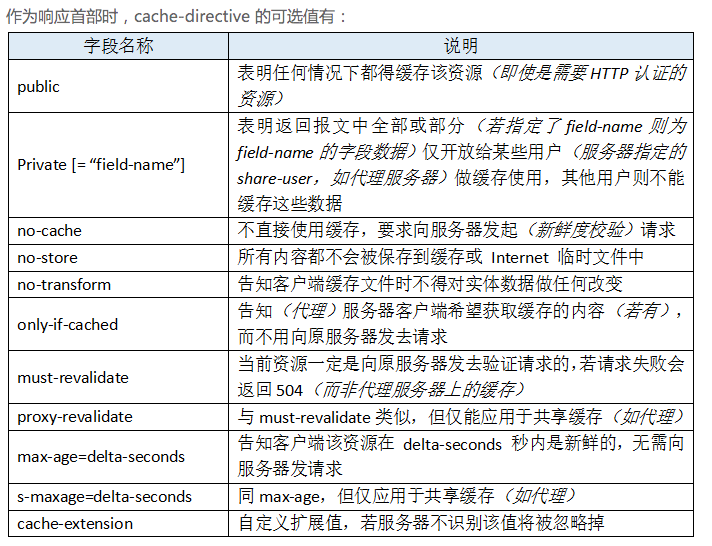 作为响应首部时，cache-directive 的可选值有：
字段名称
说明
public
表明任何情况下都得缓存该资源（即使是需要 HTTP 认证的
资源）
Private [= “field-name”]
表明返回报文中全部或部分（若指定了 field-name 则为
field-name 的字段数据）仅开放给某些用户（服务器指定的
share-user，如代理服务器）做缓存使用，其他用户则不能
缓存这些数据
no-cache
不直接使用缓存，要求向服务器发起（新鲜度校验）请求
no-store
所有内容都不会被保存到缓存或 Internet 临时文件中
no-transform
告知客户端缓存文件时不得对实体数据做任何改变
only-if-cached
告知（代理）服务器客户端希望获取缓存的内容（若有），
而不用向原服务器发去请求
must-revalidate
当前资源一定是向原服务器发去验证请求的，若请求失败会
返回 504（而非代理服务器上的缓存）
proxy-revalidate
与 must-revalidate 类似，但仅能应用于共享缓存（如代理）
max-age=delta-seconds
告知客户端该资源在 delta-seconds 秒内是新鲜的，无需向
服务器发请求
s-maxage=delta-seconds
同 max-age，但仅应用于共享缓存（如代理）
cache-extension
自定义扩展值，若服务器不识别该值将被忽略掉